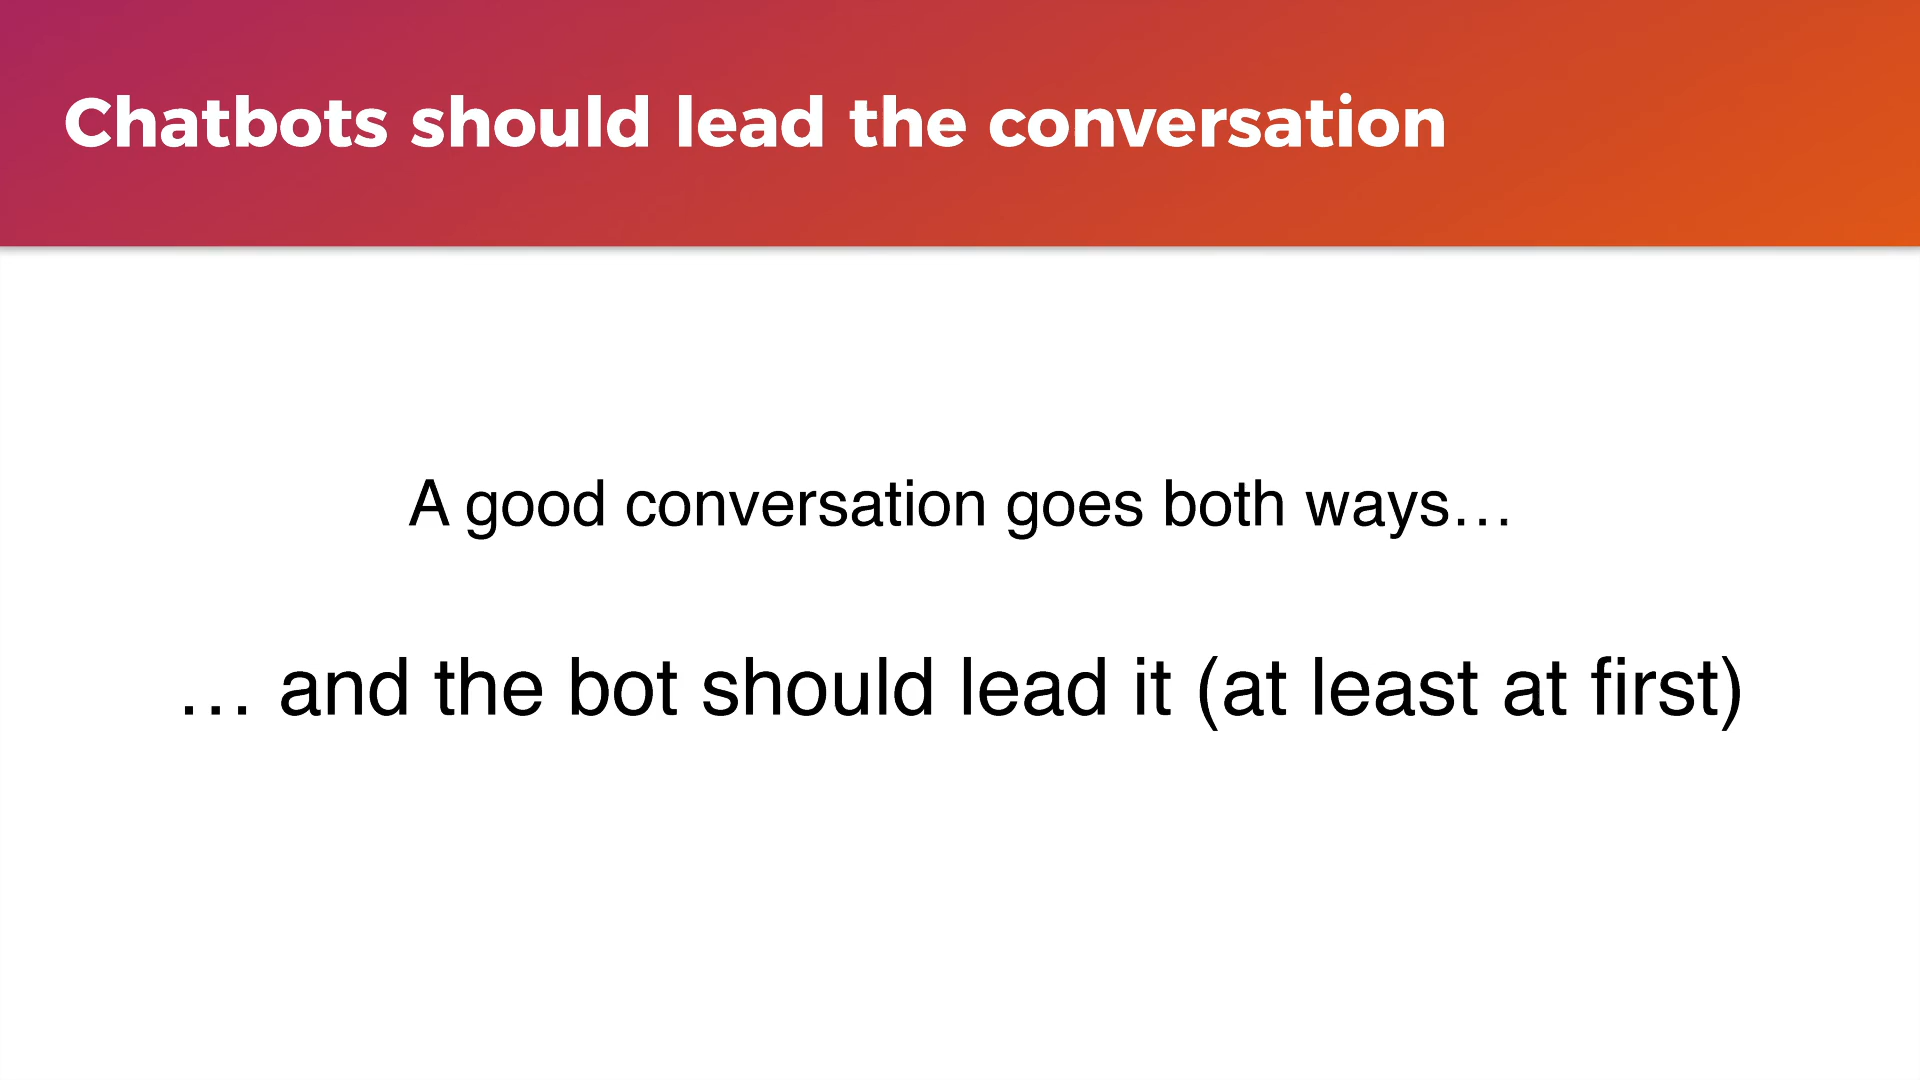 Chatbots should lead the conversation
A good conversation goes both ways…
… and the bot should lead it (at least at first)